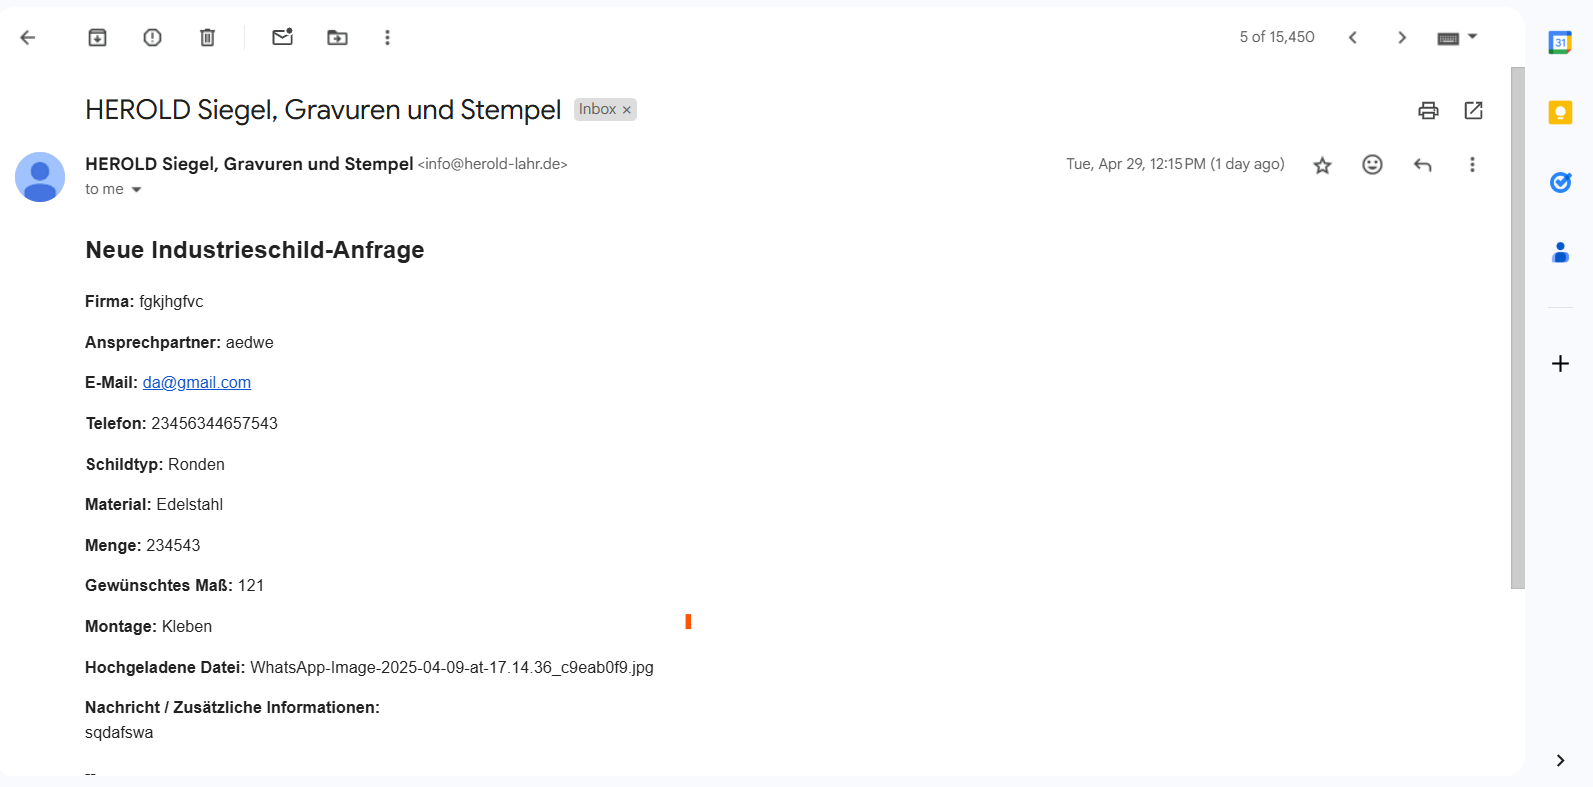 5 of 15,450
31
HEROLD Siegel, Gravuren und Stempel Inbox ×
HEROLD Siegel, Gravuren und Stempel <info@herold-lahr.de> Tue, Apr 29, 12:15 PM (1 day ago)
to me
Neue Industrieschild-Anfrage
Firma: fgkjhgfvc
Ansprechpartner: aedwe
E-Mail: da@gmail.com
Telefon: 23456344657543
Schildtyp: Ronden
Material: Edelstahl
Menge: 234543
Gewünschtes Maß: 121
Montage: Kleben
Hochgeladene Datei: WhatsApp-Image-2025-04-09-at-17.14.36_c9eab0f9.jpg
Nachricht / Zusätzliche Informationen:
sqdafswa
--